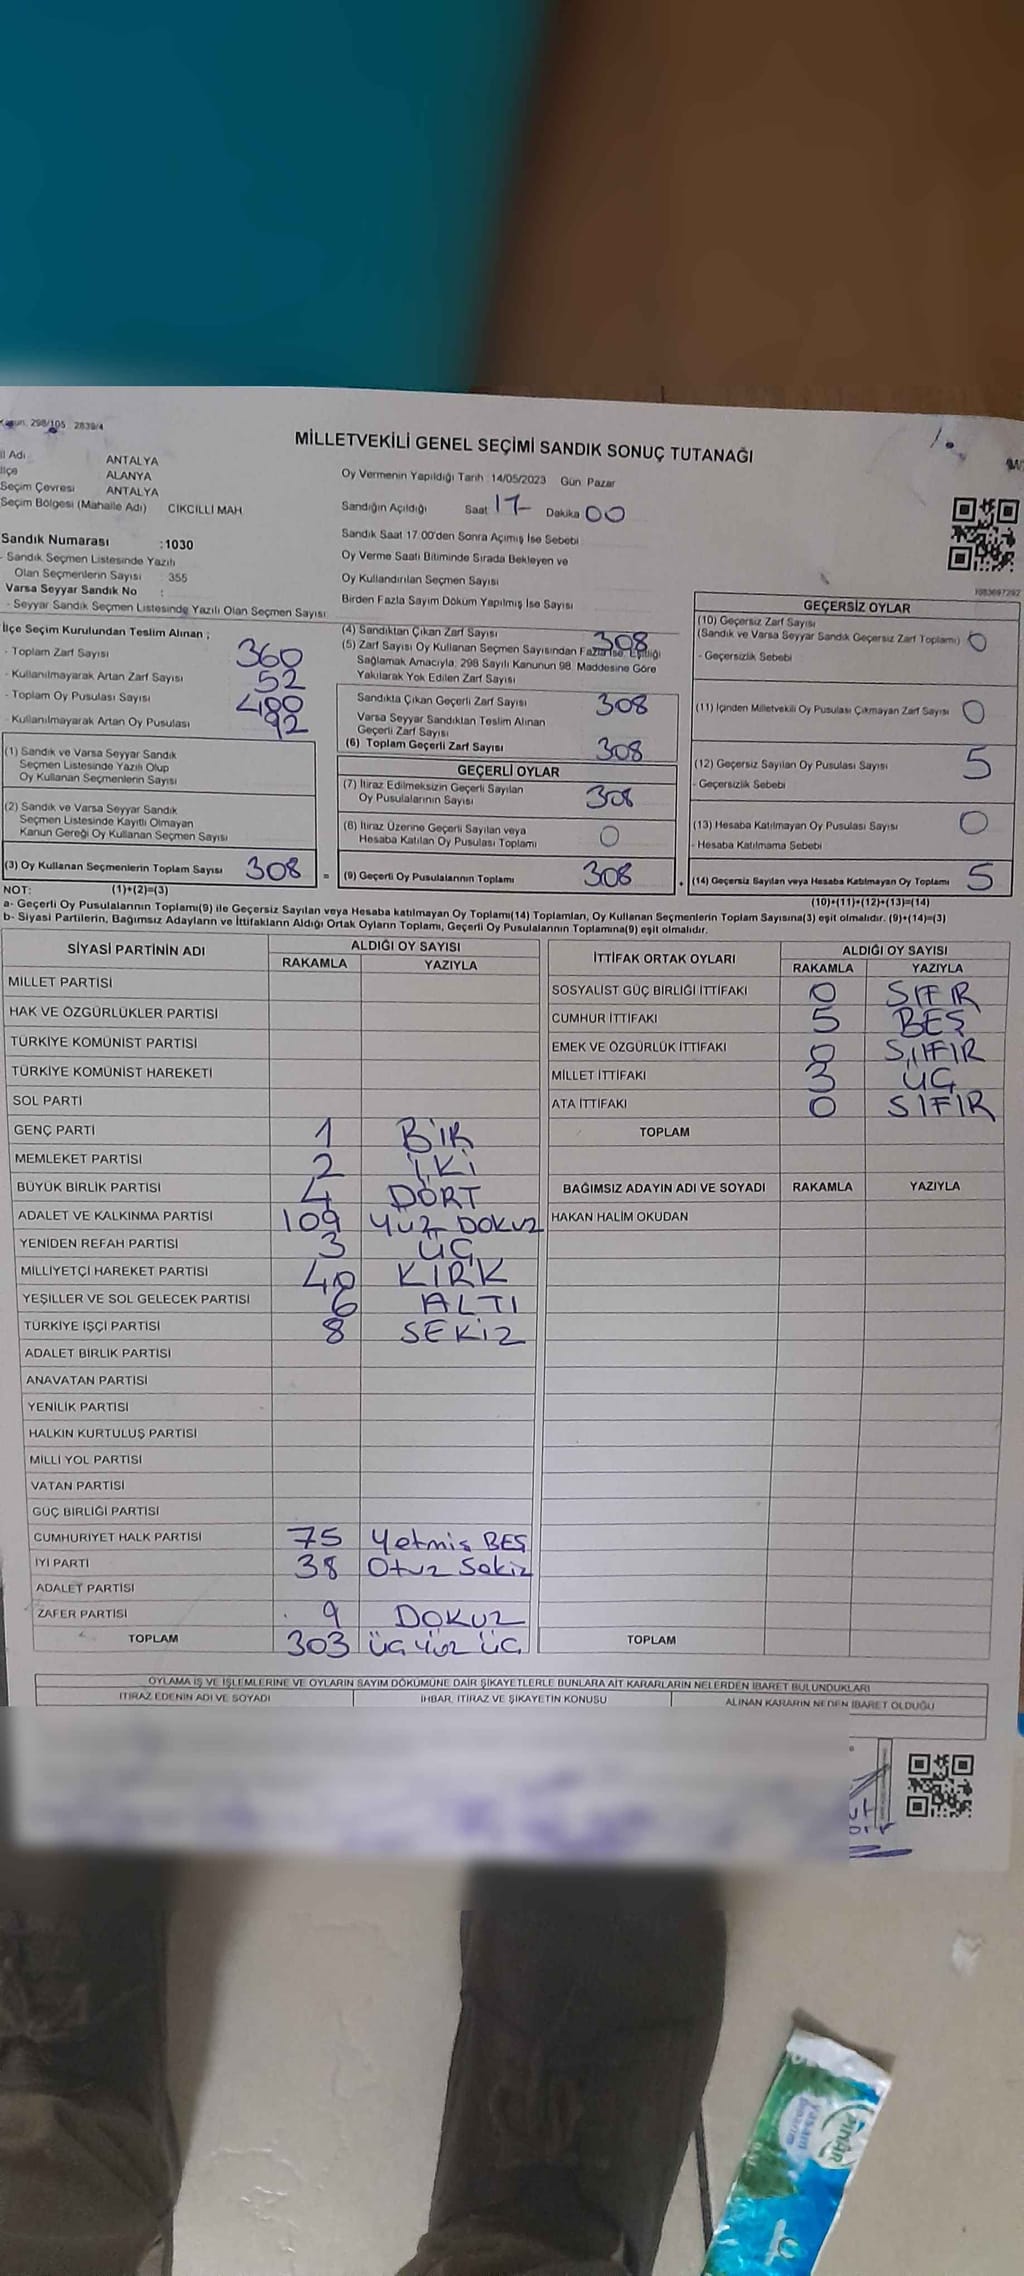 298/105 2839/4
MİLLETVEKİLİ GENEL SEÇİMİ SANDIK SONUÇ TUTANAĞI
İl Adı : ANTALYA
İlçe ALANYA
Seçim Çevresi ANTALYA
Seçim Bölgesi (Mahalle Adı) CIKCİLLİ MAH
Oy Vermenin Yapıldığı Tarih : 14/05/2023 Gün: Pazar
Sandığın Açıldığı Saat 17- Dakika 00
Sandık Saat 17:00'den Sonra Açımış İse Sebebi
Oy Verme Saati Bitiminde Sırada Bekleyen ve
Oy Kullandırılan Seçmen Sayısı
Birden Fazla Sayım Döküm Yapılmış İse Sayısı
Sandık Numarası :1030
- Sandık Seçmen Listesinde Yazılı
Olan Seçmenlerin Sayısı : 355
Varsa Seyyar Sandık No :
- Seyyar Sandık Seçmen Listesinde Yazılı Olan Seçmen Sayısı
İlçe Seçim Kurulundan Teslim Alınan ;
- Toplam Zarf Sayısı 360
- Kullanılmayarak Artan Zarf Sayısı 52
- Toplam Oy Pusulası Sayısı 480
- Kullanılmayarak Artan Oy Pusulası 92
(1) Sandık ve Varsa Seyyar Sandık
Seçmen Listesinde Yazılı Olup
Oy Kullanan Seçmenlerin Sayısı
(2) Sandık ve Varsa Seyyar Sandık
Seçmen Listesinde Kayıtlı Olmayan
Kanun Gereği Oy Kullanan Seçmen Sayısı
(3) Oy Kullanan Seçmenlerin Toplam Sayısı 308
(4) Sandıktan Çıkan Zarf Sayısı 308
(5) Zarf Sayısı Oy Kullanan Seçmen Sayısından Fazla İse, Eşitliği
Sağlamak Amacıyla, 298 Sayılı Kanunun 98. Maddesine Göre
Yakılarak Yok Edilen Zarf Sayısı
Sandıkta Çıkan Geçerli Zarf Sayısı 308
Varsa Seyyar Sandıktan Teslim Alınan
Geçerli Zarf Sayısı
(6) Toplam Geçerli Zarf Sayısı 308
GEÇERLİ OYLAR
(7) İtiraz Edilmeksizin Geçerli Sayılan
Oy Pusulalarının Sayısı 308
(8) İtiraz Üzerine Geçerli Sayılan veya
Hesaba Katılan Oy Pusulası Toplamı 0
= (9) Geçerli Oy Pusulalarının Toplamı 308
GEÇERSİZ OYLAR
(10) Geçersiz Zarf Sayısı
(Sandık ve Varsa Seyyar Sandık Geçersiz Zarf Toplamı) 0
- Geçersizlik Sebebi
(11) İçinden Milletvekili Oy Pusulası Çıkmayan Zarf Sayısı 0
(12) Geçersiz Sayılan Oy Pusulası Sayısı 5
- Geçersizlik Sebebi
(13) Hesaba Katılmayan Oy Pusulası Sayısı 0
- Hesaba Katılmama Sebebi
(14) Geçersiz Sayılan veya Hesaba Katılmayan Oy Toplamı 5
NOT: (1)+(2)=(3) (10)+(11)+(12)+(13)=(14)
a- Geçerli Oy Pusulalarının Toplamı(9) ile Geçersiz Sayılan veya Hesaba katılmayan Oy Toplamı(14) Toplamları, Oy Kullanan Seçmenlerin Toplam Sayısına(3) eşit olmalıdır. (9)+(14)=(3)
b- Siyasi Partilerin, Bağımsız Adayların ve İttifakların Aldığı Ortak Oyların Toplamı, Geçerli Oy Pusulalarının Toplamına(9) eşit olmalıdır.
SİYASİ PARTİNİN ADI ALDIĞI OY SAYISI
RAKAMLA YAZIYLA
MİLLET PARTİSİ
HAK VE ÖZGÜRLÜKLER PARTİSİ
TÜRKİYE KOMÜNİST PARTİSİ
TÜRKİYE KOMÜNİST HAREKETİ
SOL PARTİ
GENÇ PARTİ 1 BİR
MEMLEKET PARTİSİ 2 İKİ
BÜYÜK BİRLİK PARTİSİ 4 DÖRT
ADALET VE KALKINMA PARTİSİ 109 YÜZ DOKUZ
YENİDEN REFAH PARTİSİ 3 ÜÇ
MİLLİYETÇİ HAREKET PARTİSİ 40 KIRK
YEŞİLLER VE SOL GELECEK PARTİSİ 6 ALTI
TÜRKİYE İŞÇİ PARTİSİ 8 SEKİZ
ADALET BİRLİK PARTİSİ
ANAVATAN PARTİSİ
YENİLİK PARTİSİ
HALKIN KURTULUŞ PARTİSİ
MİLLİ YOL PARTİSİ
VATAN PARTİSİ
GÜÇ BİRLİĞİ PARTİSİ
CUMHURİYET HALK PARTİSİ 75 Yetmiş BEŞ
İYİ PARTİ 38 Otuz Sekiz
ADALET PARTİSİ
ZAFER PARTİSİ 9 DOKUZ
TOPLAM 303 ÜÇ YÜZ ÜÇ
İTTİFAK ORTAK OYLARI ALDIĞI OY SAYISI
RAKAMLA YAZIYLA
SOSYALİST GÜÇ BİRLİĞİ İTTİFAKI 0 SIFIR
CUMHUR İTTİFAKI 5 BEŞ
EMEK VE ÖZGÜRLÜK İTTİFAKI 0 SIFIR
MİLLET İTTİFAKI 3 ÜÇ
ATA İTTİFAKI 0 SIFIR
TOPLAM
BAĞIMSIZ ADAYIN ADI VE SOYADI RAKAMLA YAZIYLA
HAKAN HALİM OKUDAN
TOPLAM
OYLAMA İŞ VE İŞLEMLERİNE VE OYLARIN SAYIM DÖKÜMÜNE DAİR ŞİKAYETLERLE BUNLARA AİT KARARLARIN NELERDEN İBARET BULUNDUKLARI
İTİRAZ EDENİN ADI VE SOYADI İHBAR, İTİRAZ VE ŞİKAYETİN KONUSU ALINAN KARARIN NEDEN İBARET OLDUĞU
PINAR